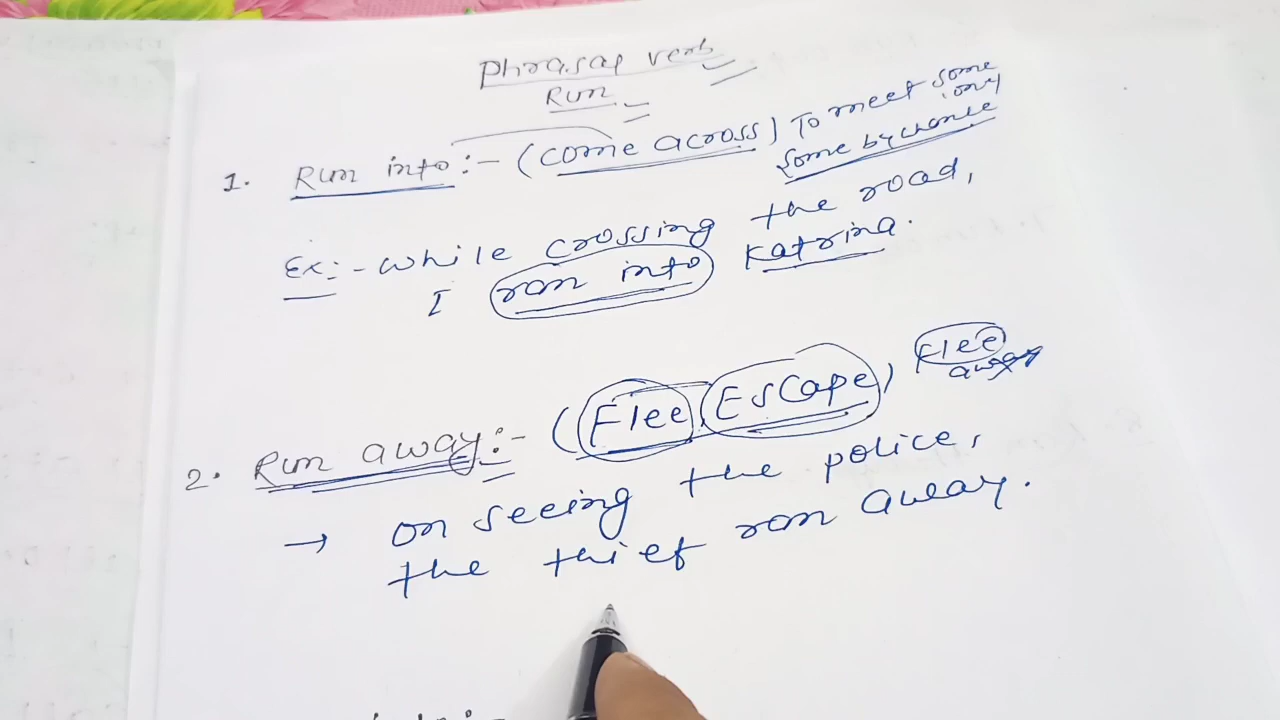 Phrasal verb
Run
1. Run into :- (come across) To meet some
one
some by chance
Ex:- while crossing the road,
I ran into Katrina.
2. Run away :- (Flee, Escape) Flee
away
→ on seeing the police,
the thief ran away.